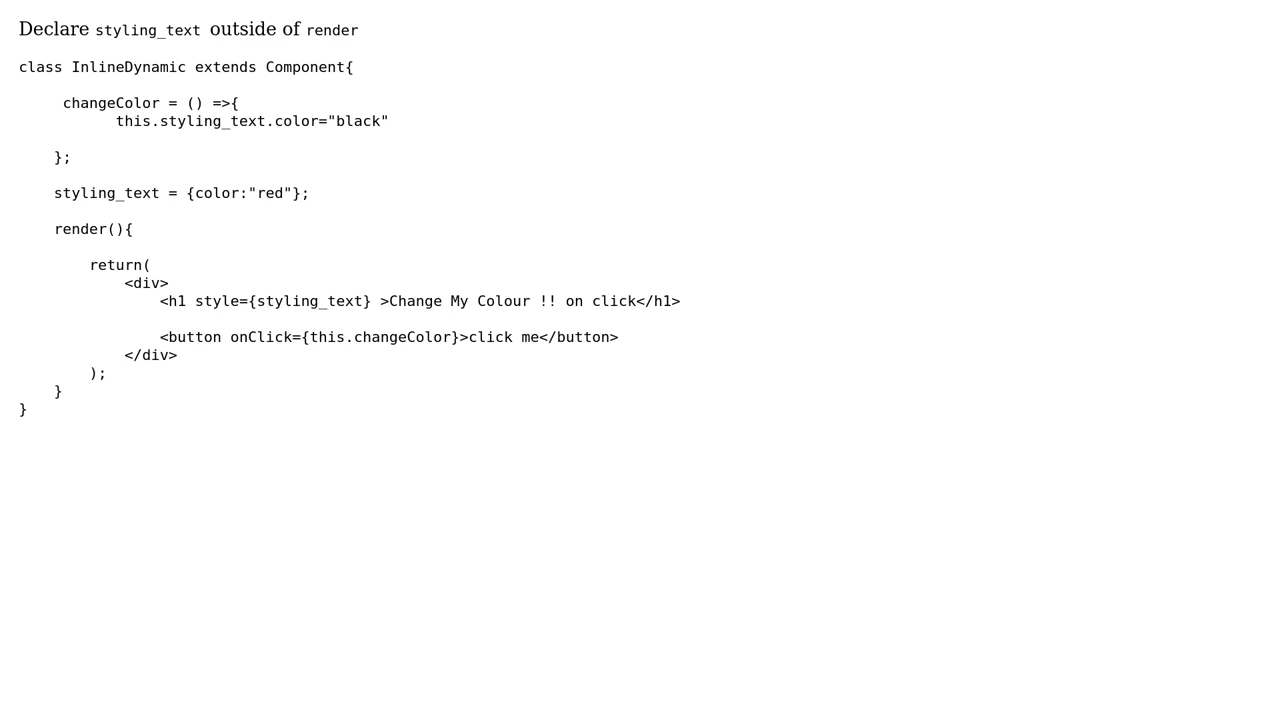 Declare styling_text outside of render
class InlineDynamic extends Component{
changeColor = () =>{
this.styling_text.color="black"
};
styling_text = {color:"red"};
render(){
return(
<div>
<h1 style={styling_text} >Change My Colour !! on click</h1>
<button onClick={this.changeColor}>click me</button>
</div>
);
}
}